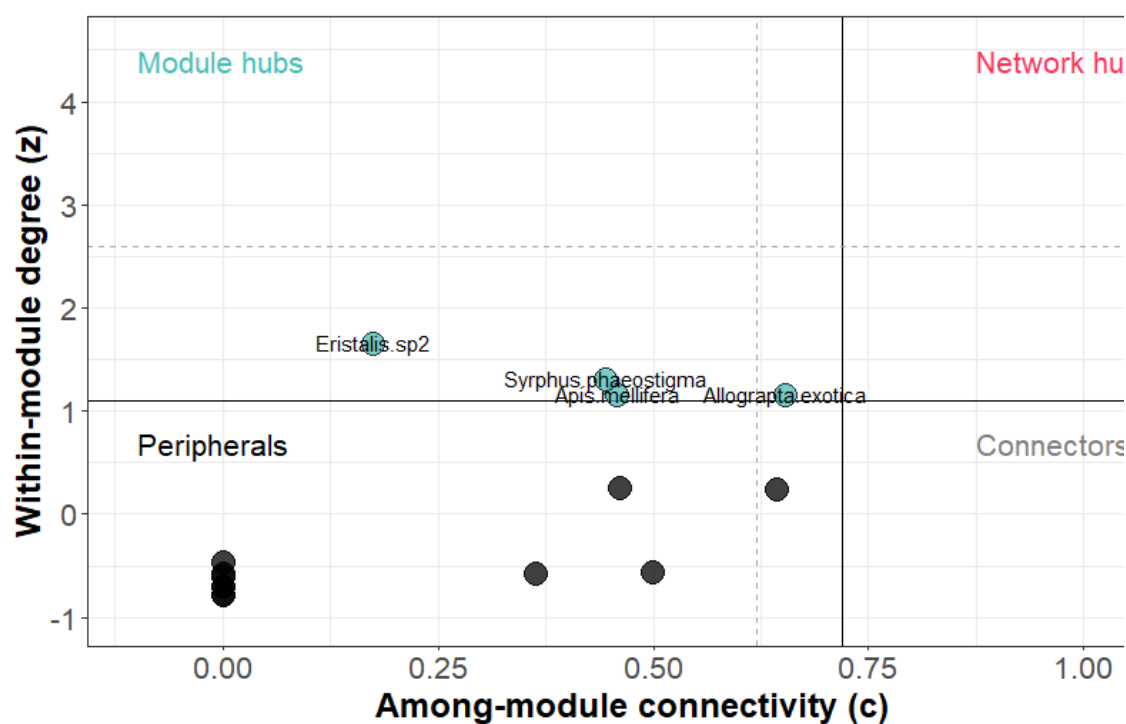 Module hubs
Network hu
4
3
2
1
0
-1
Within-module degree (z)
Eristalis.sp2
Syrphus.phaeostigma
Apis.mellifera
Allograpta.exotica
Peripherals
Connectors
0.00
0.25
0.50
0.75
1.00
Among-module connectivity (c)